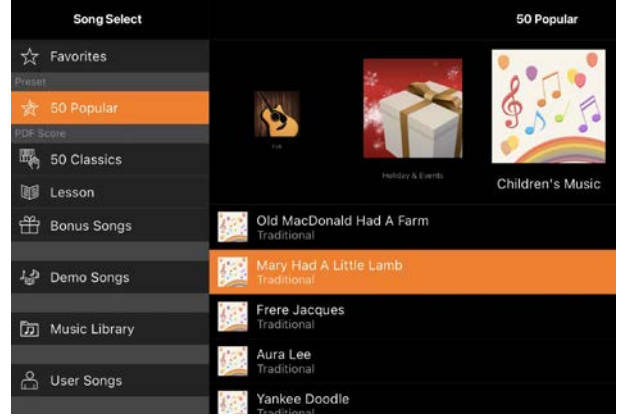 Song Select
50 Popular
Favorites
Preset
50 Popular
PDF Score
50 Classics
Lesson
Bonus Songs
Demo Songs
Music Library
User Songs
Folk
Holiday & Events
Children's Music
Old MacDonald Had A Farm
Traditional
Mary Had A Little Lamb
Traditional
Frere Jacques
Traditional
Aura Lee
Traditional
Yankee Doodle
Traditional